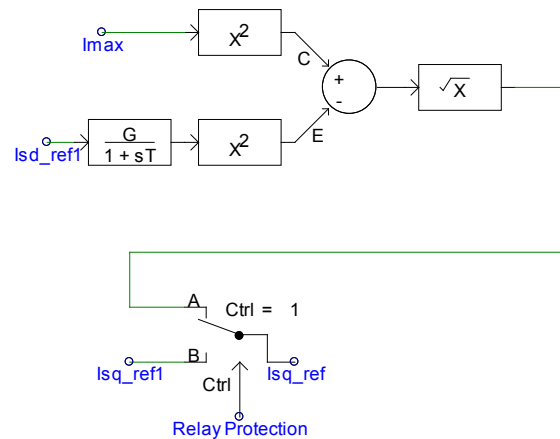 Imax
X²
C
+
-
√X
Isd_ref1
G
1 + sT
X²
E
A
Ctrl = 1
B
Isq_ref1
Isq_ref
Ctrl
Relay Protection